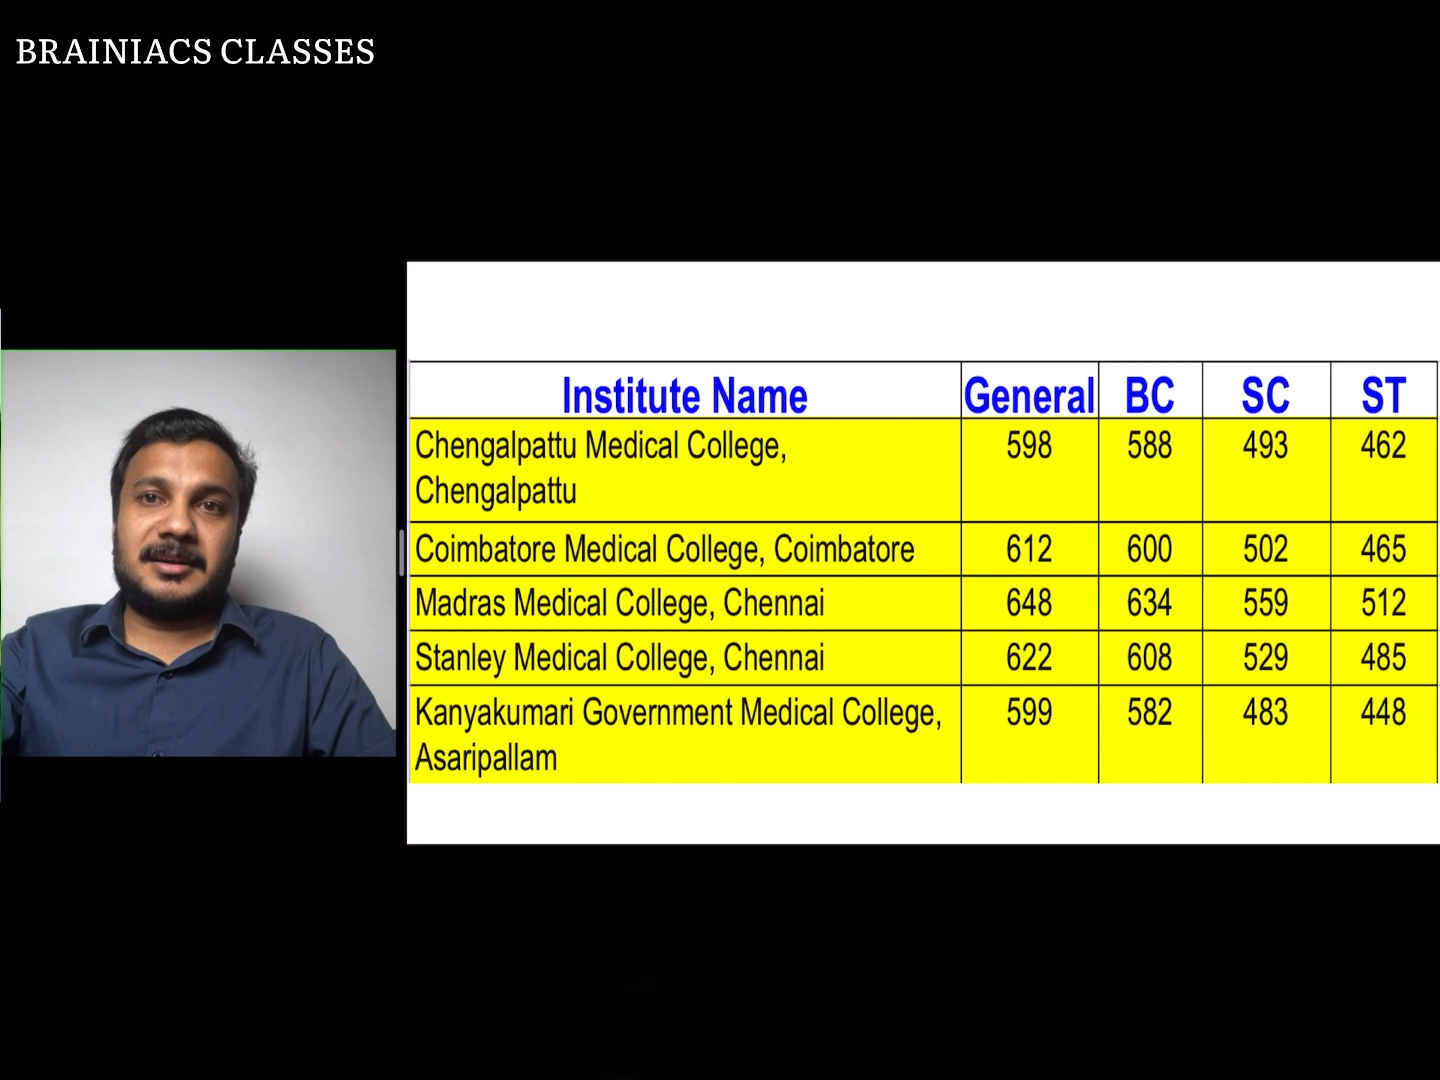 BRAINIACS CLASSES
Institute Name General BC SC ST
Chengalpattu Medical College, 598 588 493 462
Chengalpattu
Coimbatore Medical College, Coimbatore 612 600 502 465
Madras Medical College, Chennai 648 634 559 512
Stanley Medical College, Chennai 622 608 529 485
Kanyakumari Government Medical College, 599 582 483 448
Asaripallam